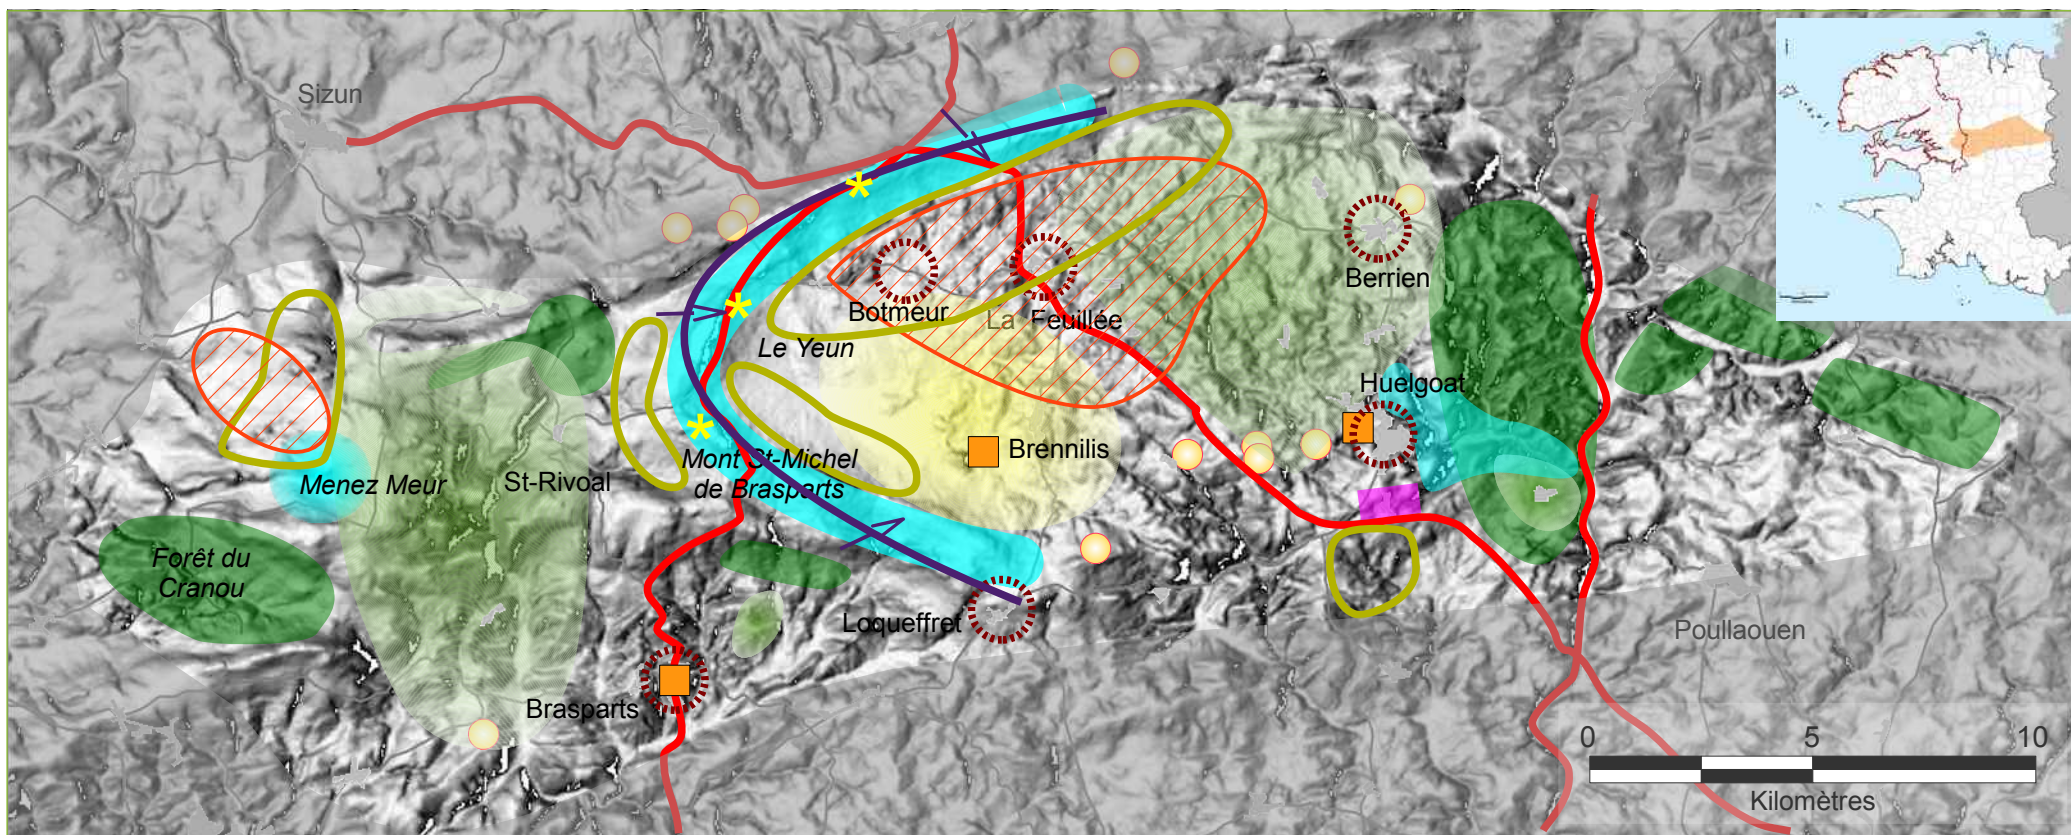 Sizun
Berrien
Botmeur
La Feuillée
Le Yeun
Huelgoat
Brennilis
Mont St-Michel
de Brasparts
St-Rivoal
Menez Meur
Forêt du
Cranou
Loqueffret
Poullaouen
Brasparts
0 5 10
Kilomètres